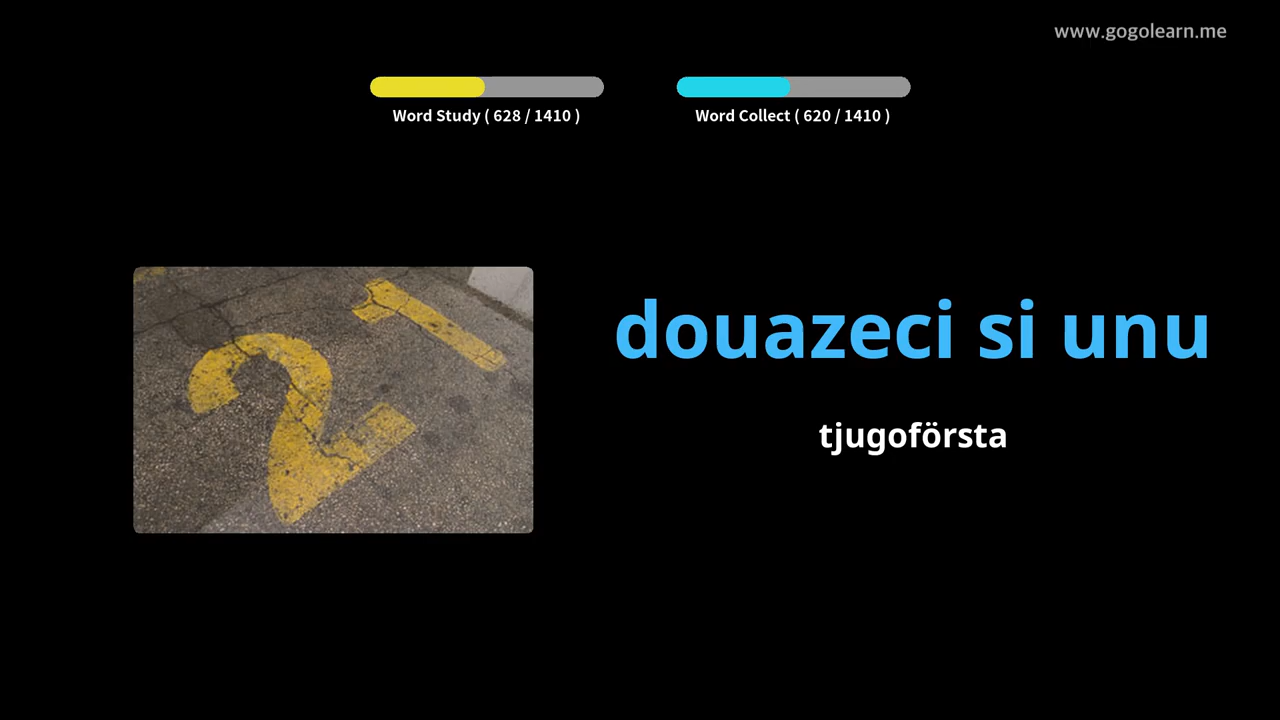 www.gogolearn.me
Word Study ( 628 / 1410 )
Word Collect ( 620 / 1410 )
21
douazeci si unu
tjugoförsta